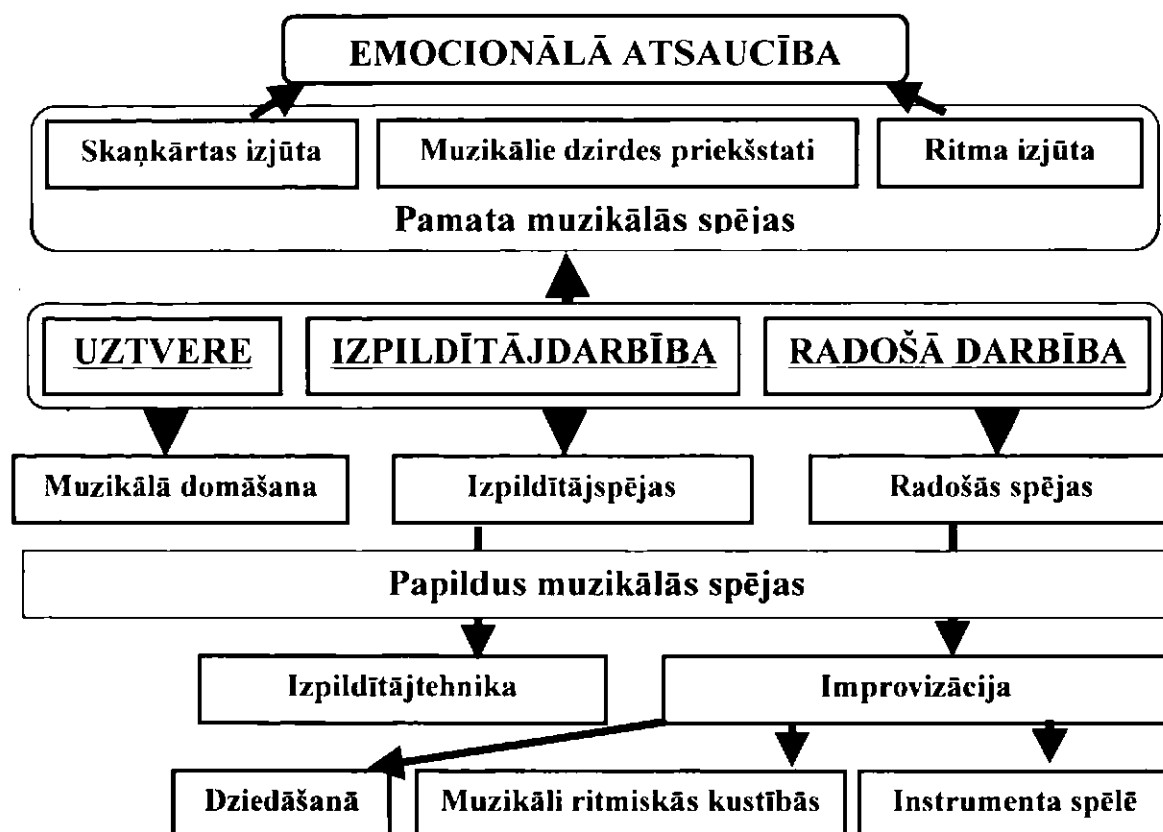 EMOCIONĀLĀ ATSAUCĪBA
Skaņkārtas izjūta
Muzikālie dzirdes priekšstati
Ritma izjūta
Pamata muzikālās spējas
UZTVERE
IZPILDĪTĀJDARBĪBA
RADOŠĀ DARBĪBA
Muzikālā domāšana
Izpildītājspējas
Radošās spējas
Papildus muzikālās spējas
Izpildītājtehnika
Improvizācija
Dziedāšanā
Muzikāli ritmiskās kustībās
Instrumenta spēlē